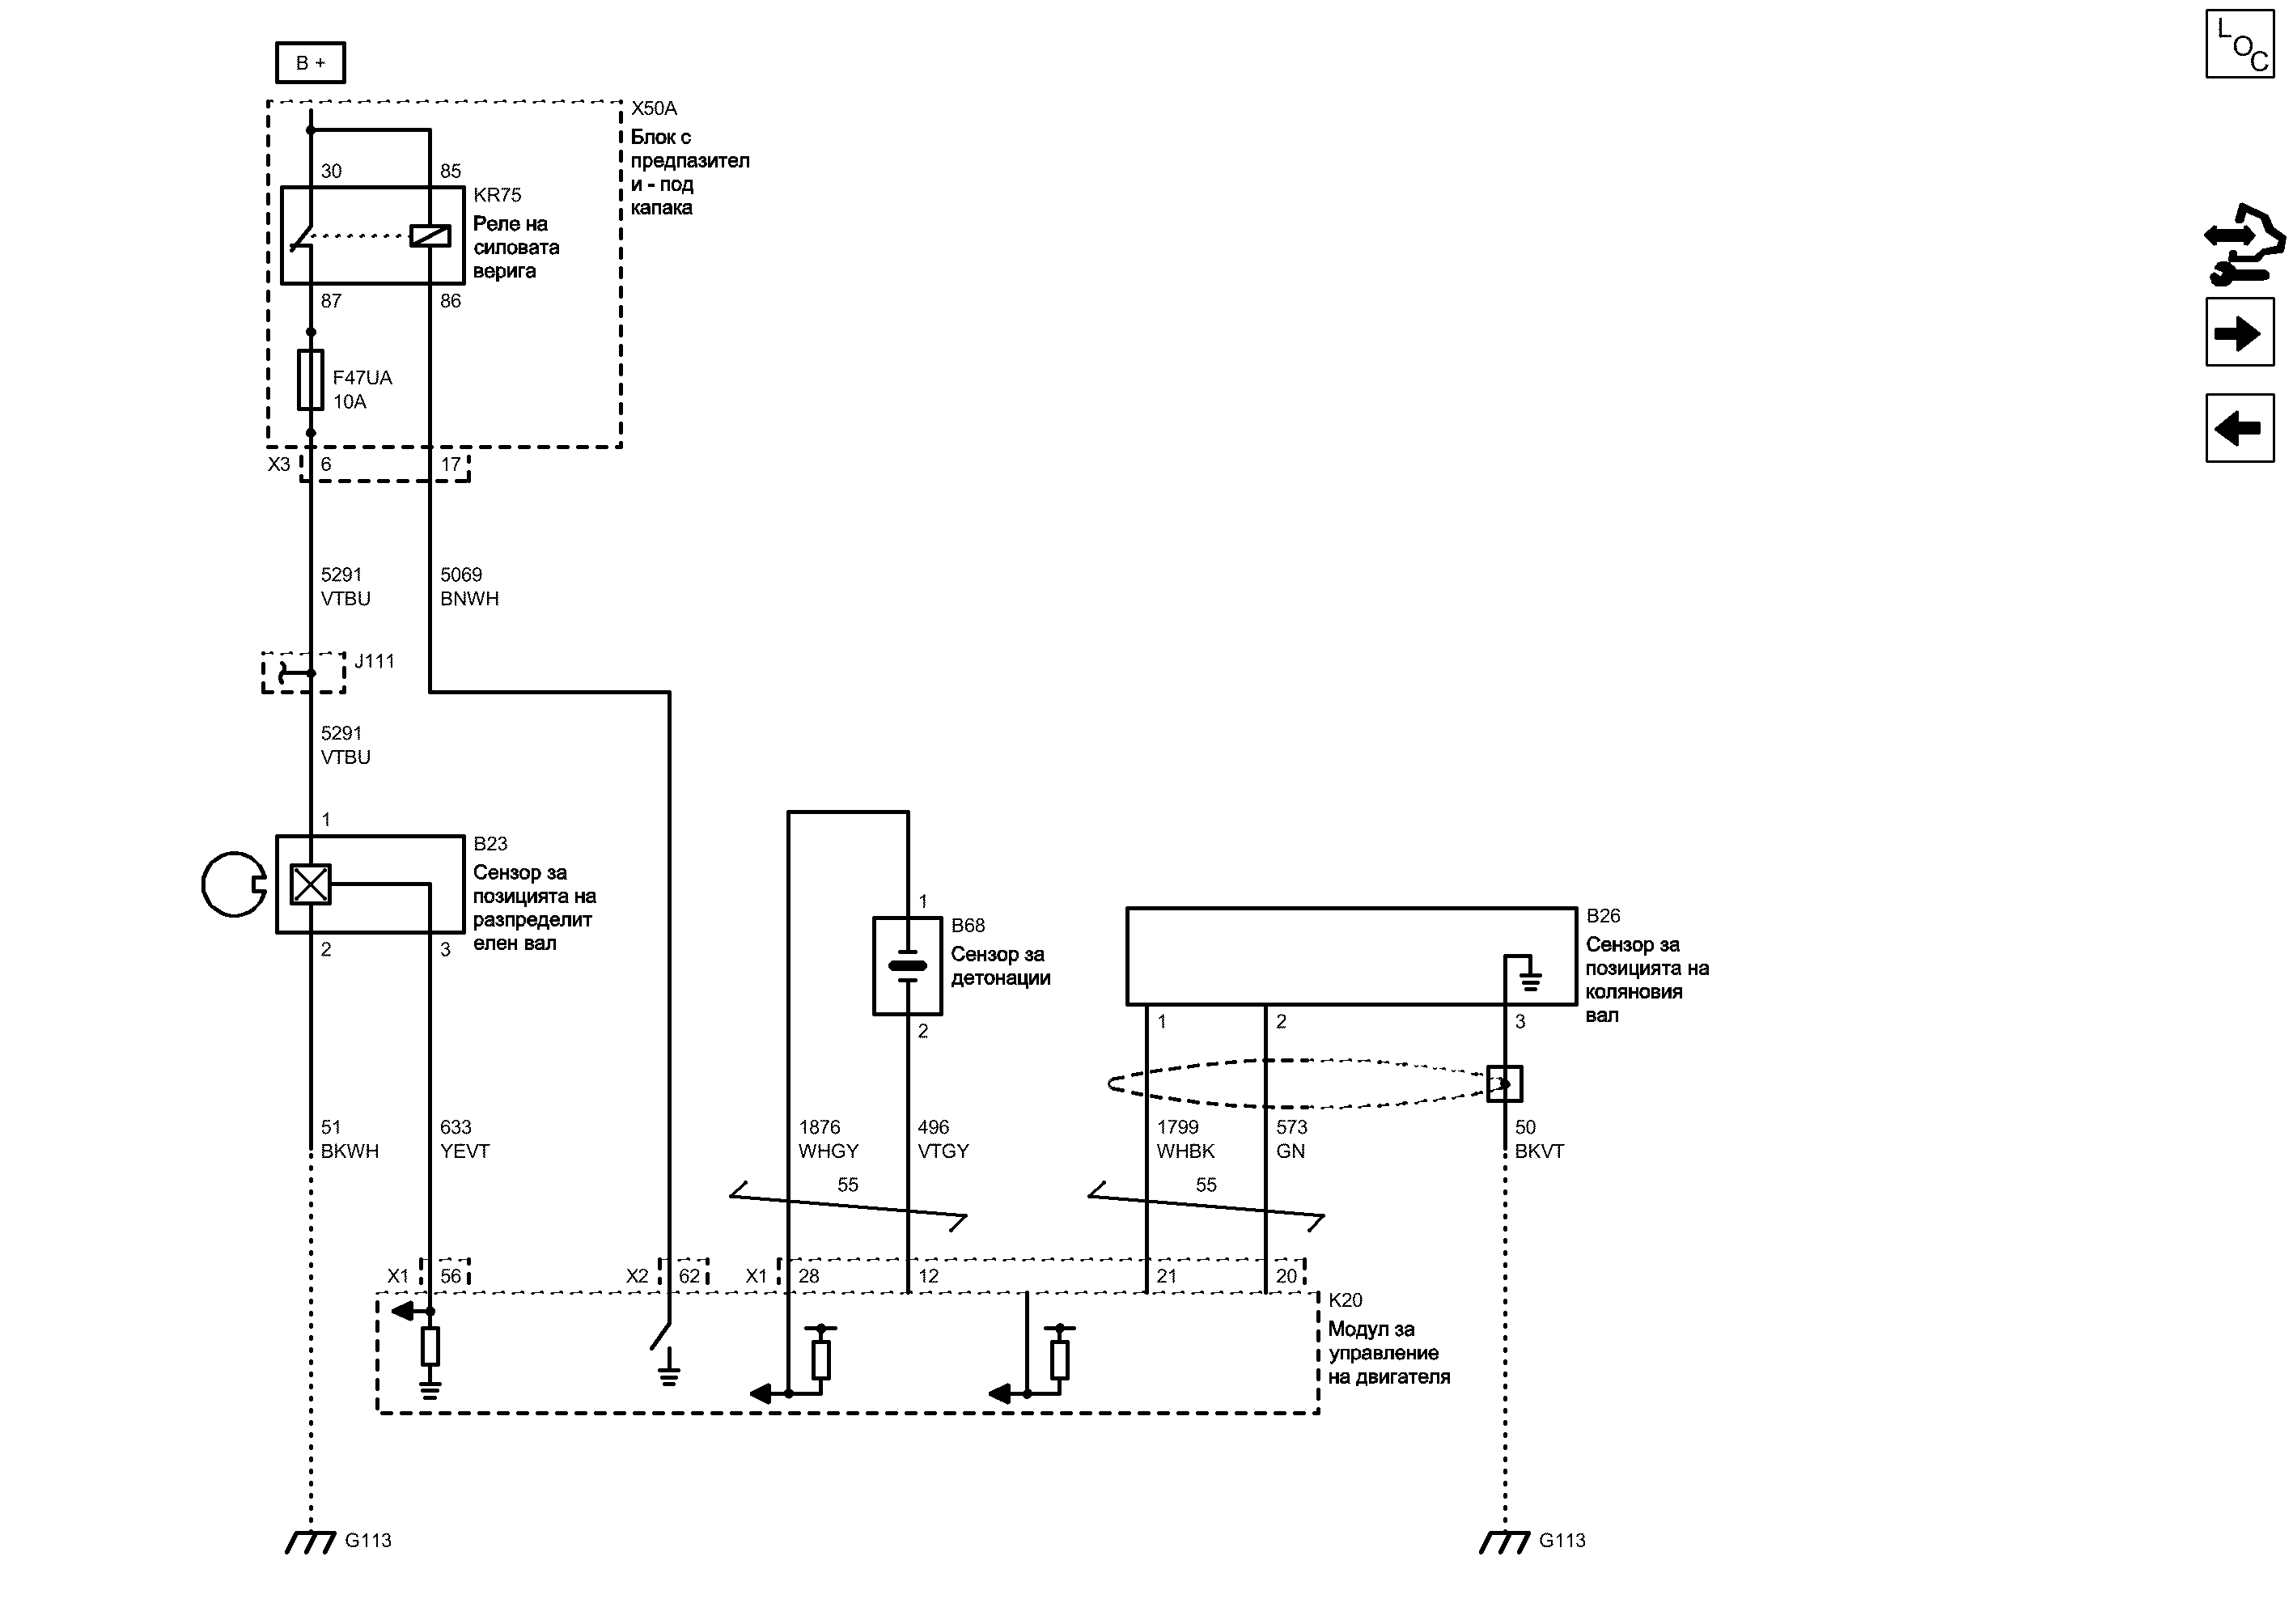 B +
LOC
X50A
Блок с
предпазител
и - под
капака
30
85
KR75
Реле на
силовата
верига
87
86
F47UA
10A
X3
6
17
5291
VTBU
5069
BNWH
J111
5291
VTBU
1
B23
Сензор за
позицията на
разпределит
елен вал
2
3
1
B68
Сензор за
детонации
2
B26
Сензор за
позицията на
коляновия
вал
1
2
3
51
BKWH
633
YEVT
1876
WHGY
496
VTGY
1799
WHBK
573
GN
50
BKVT
55
55
X1
56
X2
62
X1
28
12
21
20
K20
Модул за
управление
на двигателя
G113
G113